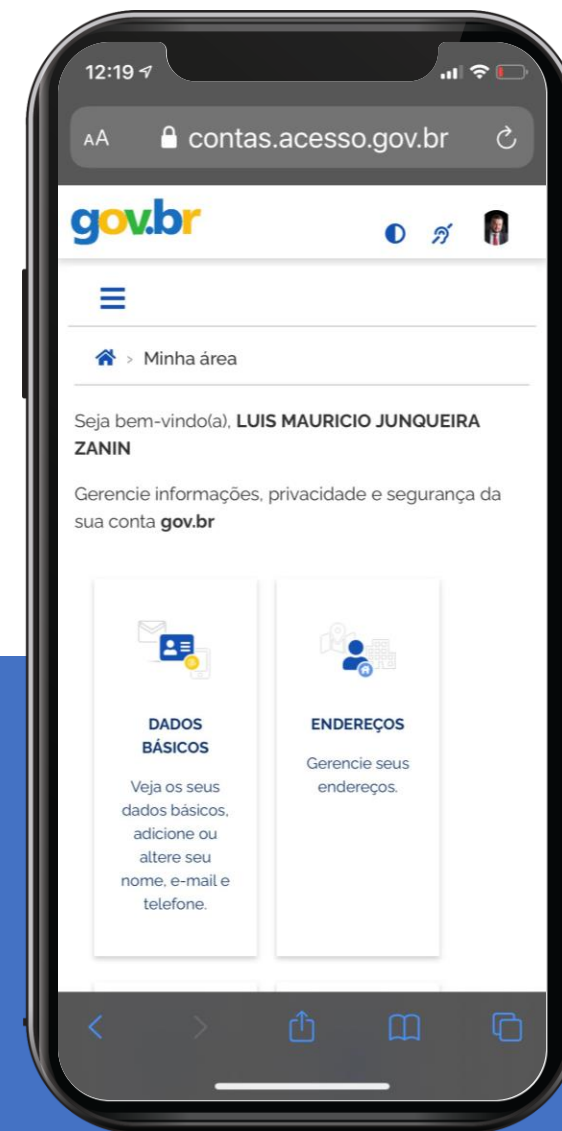 12:19
AA contas.acesso.gov.br
gov.br
Minha área
Seja bem-vindo(a), LUIS MAURICIO JUNQUEIRA
ZANIN
Gerencie informações, privacidade e segurança da
sua conta gov.br
DADOS
BÁSICOS
Veja os seus
dados básicos,
adicione ou
altere seu
nome, e-mail e
telefone.
ENDEREÇOS
Gerencie seus
endereços.